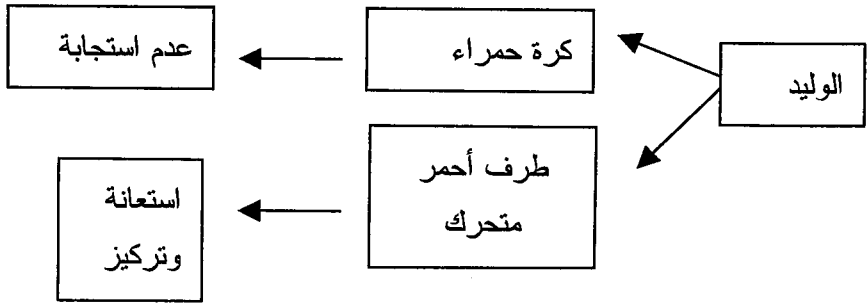 الوليد
كرة حمراء
عدم استجابة
طرف أحمر
متحرك
استعانة
وتركيز